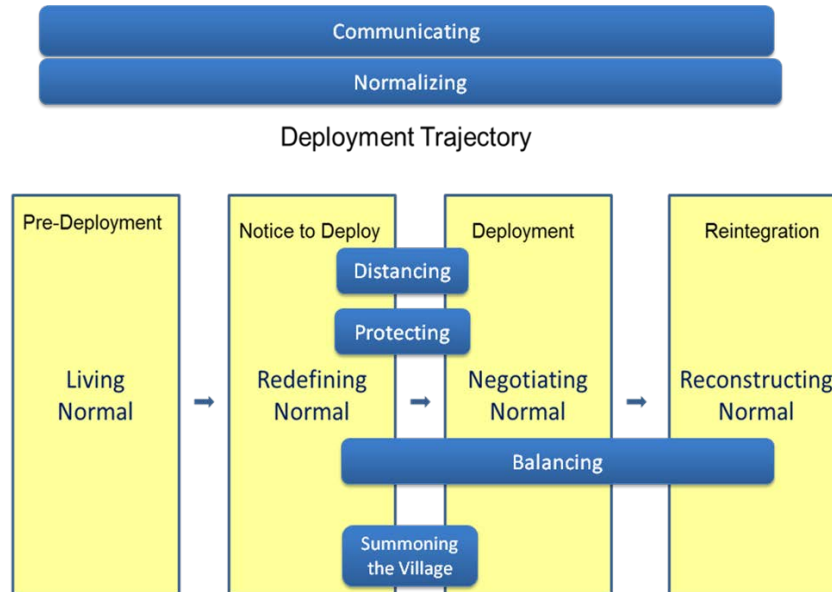 Communicating
Normalizing
Deployment Trajectory
Pre-Deployment
Notice to Deploy
Deployment
Reintegration
Distancing
Protecting
Living
Normal
Redefining
Normal
Negotiating
Normal
Reconstructing
Normal
Balancing
Summoning
the Village